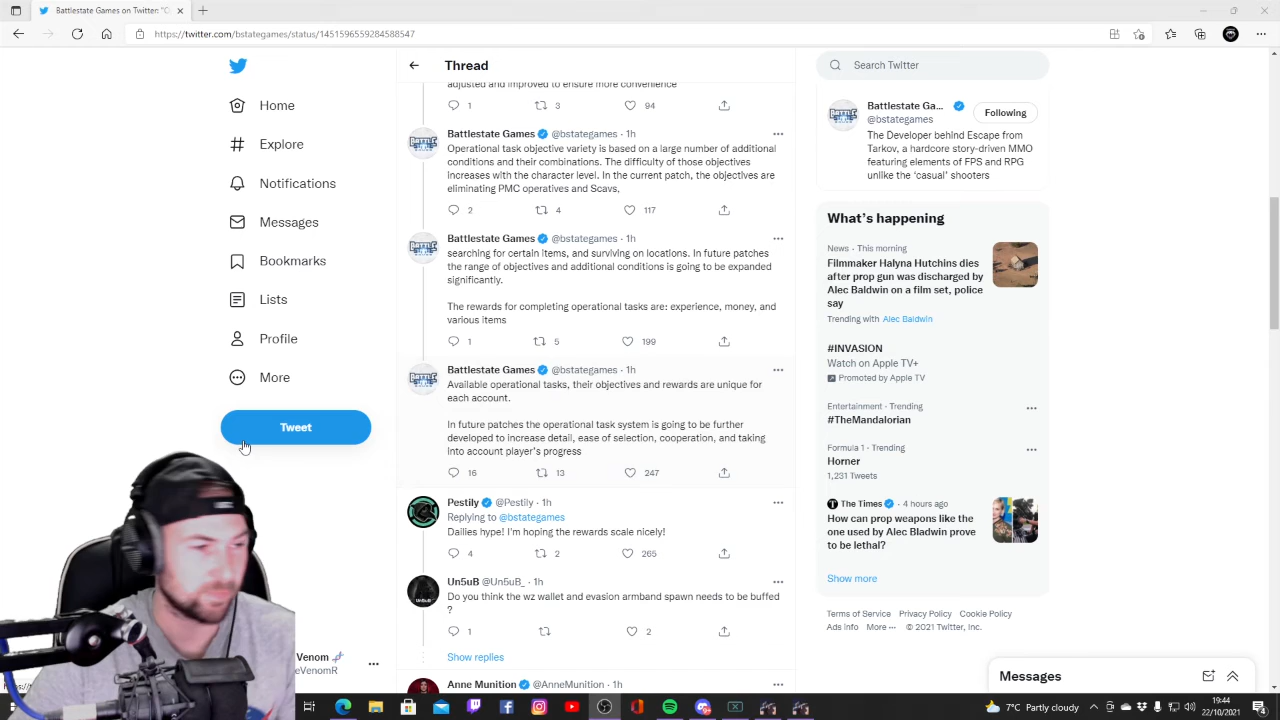 Battlestate Games on Twitter: "O
https://twitter.com/bstategames/status/1451596559284588547
Home
Explore
Notifications
Messages
Bookmarks
Lists
Profile
More
Tweet
Venom
eVenomR
Thread
adjusted and improved to ensure more convenience
1 3 94
Battlestate Games @bstategames · 1h
Operational task objective variety is based on a large number of additional
conditions and their combinations. The difficulty of those objectives
increases with the character level. In the current patch, the objectives are
eliminating PMC operatives and Scavs,
2 4 117
Battlestate Games @bstategames · 1h
searching for certain items, and surviving on locations. In future patches
the range of objectives and additional conditions is going to be expanded
significantly.
The rewards for completing operational tasks are: experience, money, and
various items
1 5 199
Battlestate Games @bstategames · 1h
Available operational tasks, their objectives and rewards are unique for
each account.
In future patches the operational task system is going to be further
developed to increase detail, ease of selection, cooperation, and taking
into account player's progress
16 13 247
Pestily @Pestily · 1h
Replying to @bstategames
Dailies hype! I'm hoping the rewards scale nicely!
4 2 265
Un5uB @Un5uB_ · 1h
Do you think the wz wallet and evasion armband spawn needs to be buffed
?
1 2
Show replies
Anne Munition @AnneMunition · 1h
Search Twitter
Battlestate Ga...
@bstategames
Following
The Developer behind Escape from
Tarkov, a hardcore story-driven MMO
featuring elements of FPS and RPG
unlike the 'casual' shooters
What's happening
News · This morning
Filmmaker Halyna Hutchins dies
after prop gun was discharged by
Alec Baldwin on a film set, police
say
Trending with Alec Baldwin
#INVASION
Watch on Apple TV+
Promoted by Apple TV
Entertainment · Trending
#TheMandalorian
Formula 1 · Trending
Horner
1,231 Tweets
The Times · 4 hours ago
How can prop weapons like the
one used by Alec Bladwin prove
to be lethal?
Show more
Terms of Service Privacy Policy Cookie Policy
Ads info More ··· © 2021 Twitter, Inc.
Messages
7°C Partly cloudy
19:44
22/10/2021